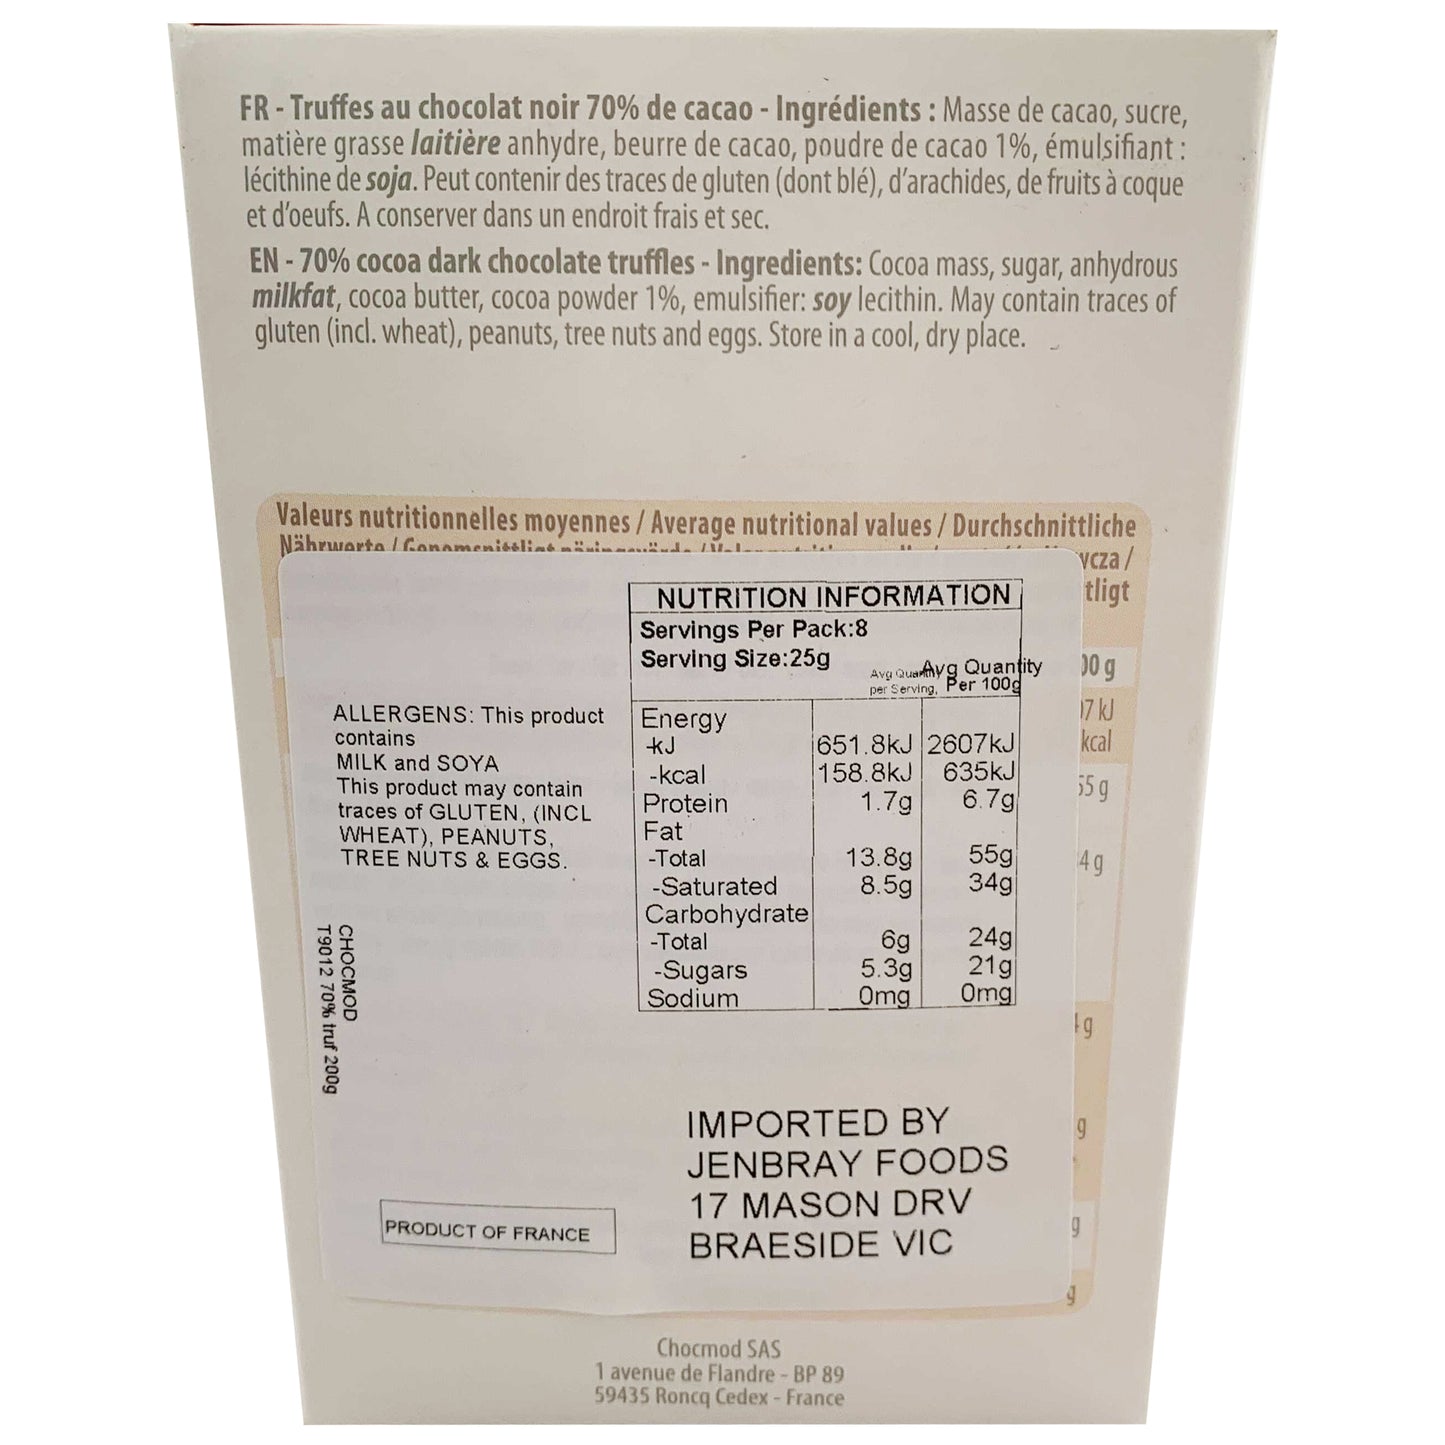 FR - Truffes au chocolat noir 70% de cacao - Ingrédients : Masse de cacao, sucre,
matière grasse laitière anhydre, beurre de cacao, poudre de cacao 1%, émulsifiant :
lécithine de soja. Peut contenir des traces de gluten (dont blé), d'arachides, de fruits à coque
et d'oeufs. A conserver dans un endroit frais et sec.
EN - 70% cocoa dark chocolate truffles - Ingredients: Cocoa mass, sugar, anhydrous
milkfat, cocoa butter, cocoa powder 1%, emulsifier: soy lecithin. May contain traces of
gluten (incl. wheat), peanuts, tree nuts and eggs. Store in a cool, dry place.
Valeurs nutritionnelles moyennes / Average nutritional values / Durchschnittliche
Nährwerte /
NUTRITION INFORMATION
Servings Per Pack:8
Serving Size:25g
Avg Quantity per Serving, Avg Quantity Per 100g
Energy
-kJ 651.8kJ 2607kJ
-kcal 158.8kJ 635kJ
Protein 1.7g 6.7g
Fat
-Total 13.8g 55g
-Saturated 8.5g 34g
Carbohydrate
-Total 6g 24g
-Sugars 5.3g 21g
Sodium 0mg 0mg
ALLERGENS: This product
contains
MILK and SOYA
This product may contain
traces of GLUTEN, (INCL
WHEAT), PEANUTS,
TREE NUTS & EGGS.
CHOCMOD
T9012 70% truf 200g
IMPORTED BY
JENBRAY FOODS
17 MASON DRV
BRAESIDE VIC
PRODUCT OF FRANCE
kcal
Chocmod SAS
1 avenue de Flandre - BP 89
59435 Roncq Cedex - France